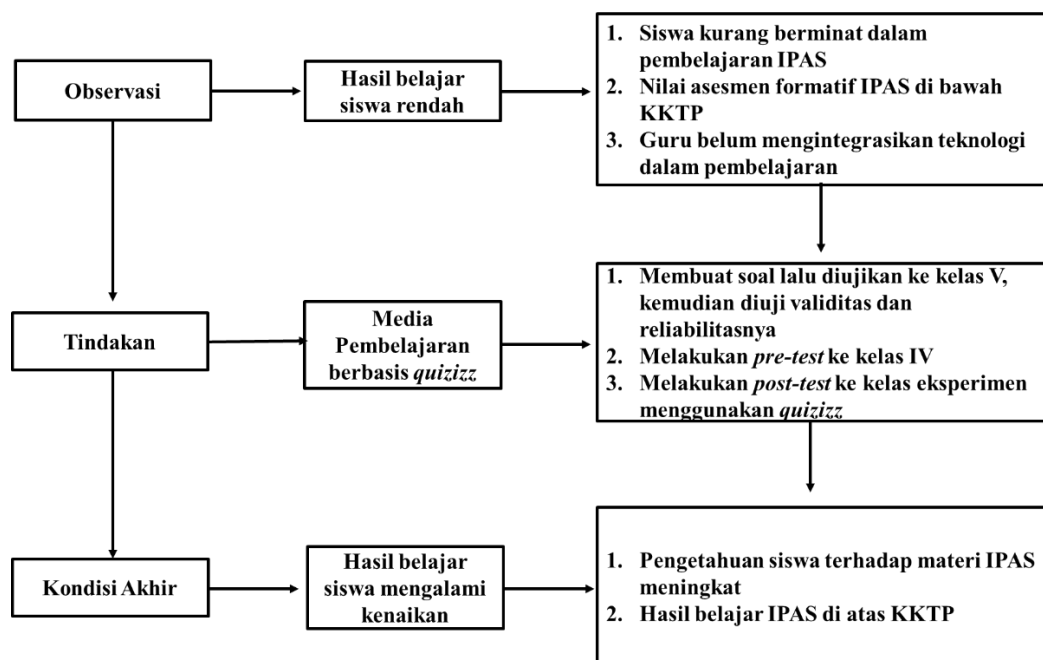 Observasi
Hasil belajar
siswa rendah
1. Siswa kurang berminat dalam
pembelajaran IPAS
2. Nilai asesmen formatif IPAS di bawah
KKTP
3. Guru belum mengintegrasikan teknologi
dalam pembelajaran
Tindakan
Media
Pembelajaran
berbasis quizizz
1. Membuat soal lalu diujikan ke kelas V,
kemudian diuji validitas dan
reliabilitasnya
2. Melakukan pre-test ke kelas IV
3. Melakukan post-test ke kelas eksperimen
menggunakan quizizz
Kondisi Akhir
Hasil belajar
siswa mengalami
kenaikan
1. Pengetahuan siswa terhadap materi IPAS
meningkat
2. Hasil belajar IPAS di atas KKTP